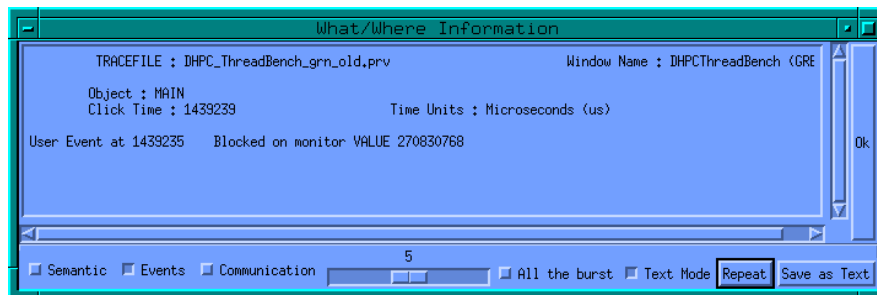 What/Where Information
TRACEFILE : DHPC_ThreadBench_grn_old.prv Window Name : DHPCThreadBench (GRE
Object : MAIN
Click Time : 1439239 Time Units : Microseconds (us)
User Event at 1439235 Blocked on monitor VALUE 270830768
Ok
5
Semantic Events Communication All the burst Text Mode Repeat Save as Text